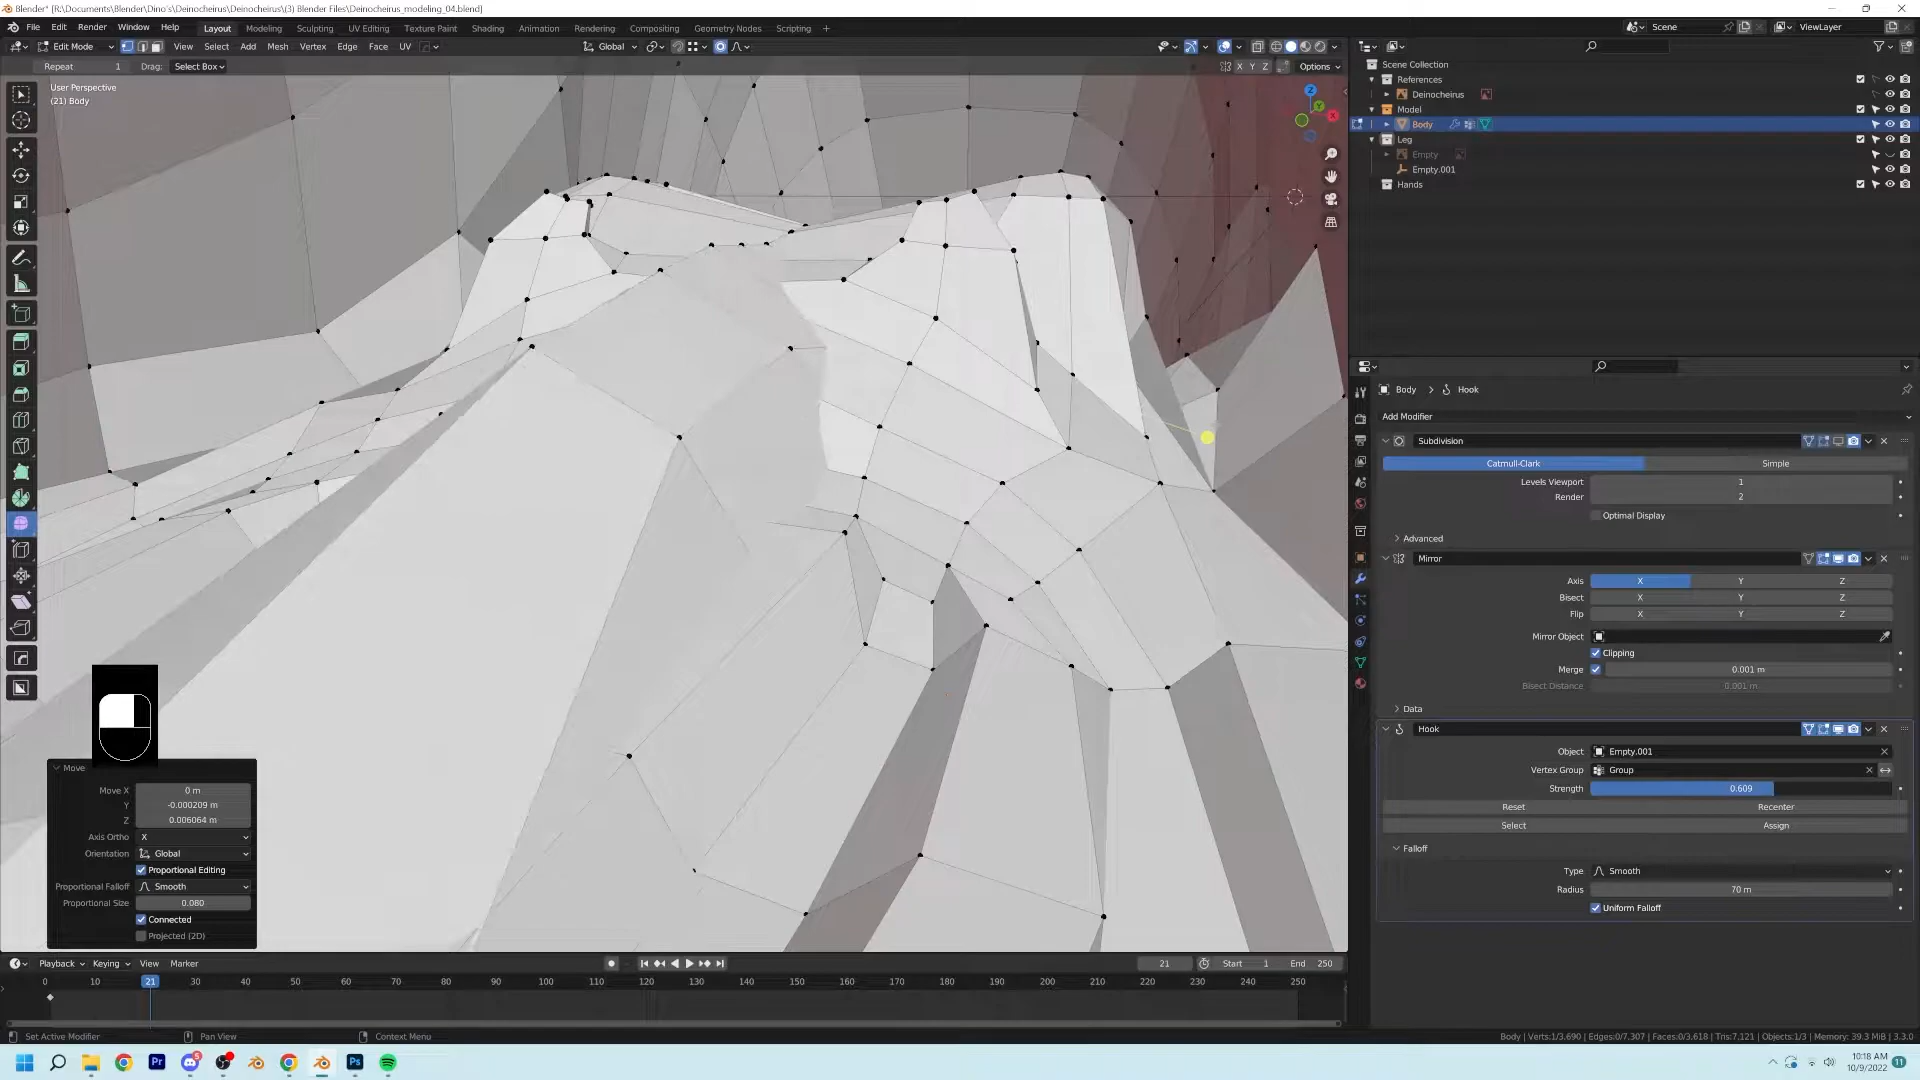 Blender* [R:\Documents\Blender\Dino's\Deinocheirus\Deinocheirus\(3) Blender Files\Deinocheirus_modeling_04.blend]
File Edit Render Window Help Layout Modeling Sculpting UV Editing Texture Paint Shading Animation Rendering Compositing Geometry Nodes Scripting + Scene ViewLayer
Edit Mode View Select Add Mesh Vertex Edge Face UV Global
Repeat 1 Drag: Select Box X Y Z Options
User Perspective
(21) Body
Z
Y
X
Scene Collection
References
Deinocheirus
Model
Body
Leg
Empty
Empty.001
Hands
Body > Hook
Add Modifier
Subdivision
Catmull-Clark Simple
Levels Viewport 1
Render 2
Optimal Display
Advanced
Mirror
Axis X Y Z
Bisect X Y Z
Flip X Y Z
Mirror Object
Clipping
Merge 0.001 m
Bisect Distance 0.001 m
Data
Hook
Object Empty.001
Vertex Group Group
Strength 0.609
Reset Recenter
Select Assign
Falloff
Type Smooth
Radius 70 m
Uniform Falloff
Move
Move X 0 m
Y -0.000209 m
Z 0.006064 m
Axis Ortho X
Orientation Global
Proportional Editing
Proportional Falloff Smooth
Proportional Size 0.080
Connected
Projected (2D)
Playback Keying View Marker 21 Start 1 End 250
0 10 21 30 40 50 60 70 80 90 100 110 120 130 140 150 160 170 180 190 200 210 220 230 240 250
Set Active Modifier Pan View Context Menu Body | Verts:1/3,690 | Edges:0/7,307 | Faces:0/3,618 | Tris:7,121 | Objects:1/3 | Memory: 39.3 MiB | 3.3.0
Pr Ps
10:18 AM
10/9/2022 11